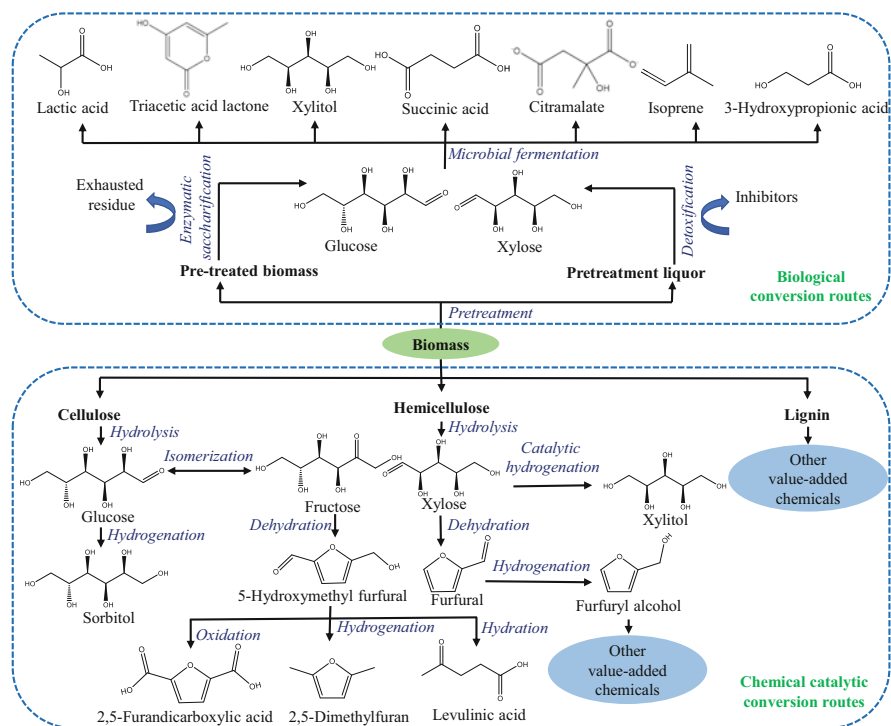 Lactic acid
Triacetic acid lactone
Xylitol
Succinic acid
Citramalate
Isoprene
3-Hydroxypropionic acid
Microbial fermentation
Exhausted
residue
Enzymatic
saccharification
Glucose
Xylose
Detoxification
Inhibitors
Pre-treated biomass
Pretreatment liquor
Biological
conversion routes
Pretreatment
Biomass
Cellulose
Hemicellulose
Lignin
Hydrolysis
Hydrolysis
Isomerization
Catalytic
hydrogenation
Other
value-added
chemicals
Glucose
Fructose
Xylose
Xylitol
Hydrogenation
Dehydration
Dehydration
Sorbitol
5-Hydroxymethyl furfural
Furfural
Hydrogenation
Furfuryl alcohol
Oxidation
Hydrogenation
Hydration
Other
value-added
chemicals
2,5-Furandicarboxylic acid
2,5-Dimethylfuran
Levulinic acid
Chemical catalytic
conversion routes